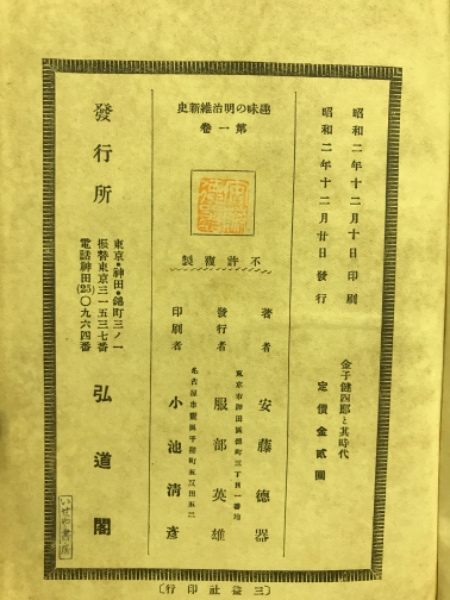 昭和二年十二月十日印刷
昭和二年十二月廿日發行
金子健四郎と其時代
定價金貳圓
趣味の明治維新史
第一卷
不許複製
著者 安藤德器
東京市神田區錦町三丁目一番地
發行者 服部英雄
印刷者 小池清彦
發行所
東京・神田・錦町三ノ一
振替東京三一五三七番
電話神田(25)〇九六四番
弘道閣
〔三益社印行〕